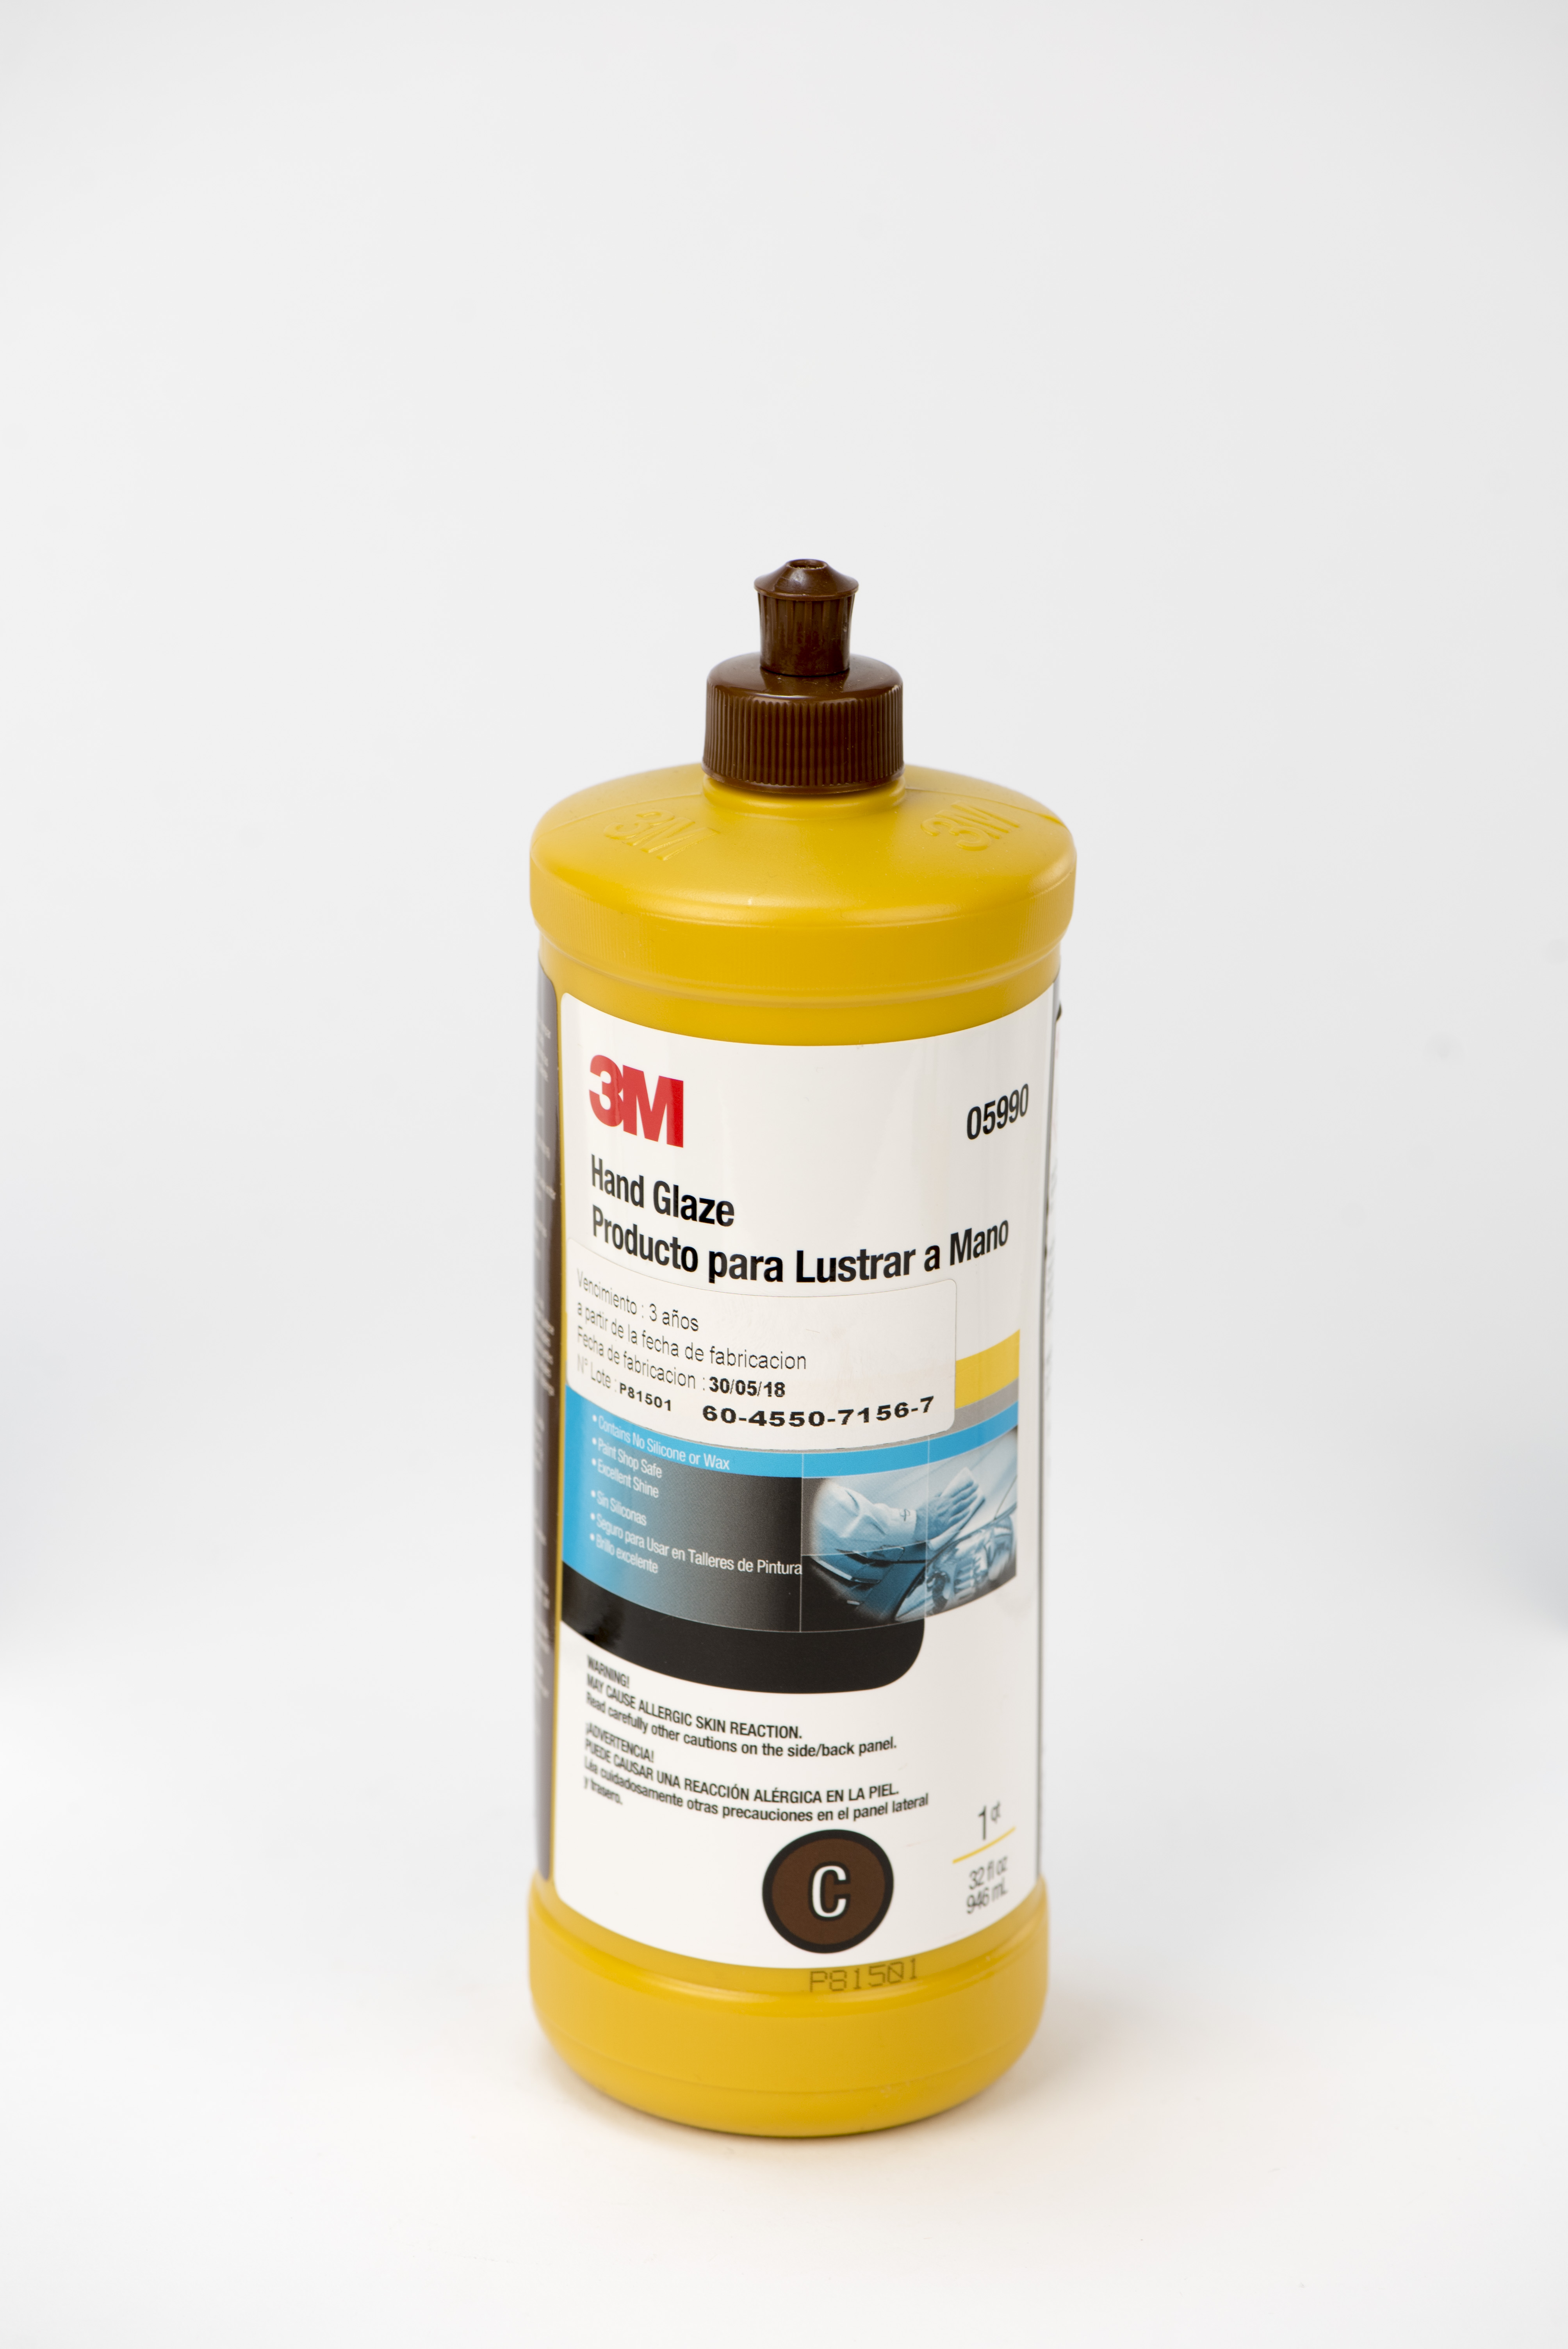 3M 3M
3M
05990
Hand Glaze
Producto para Lustrar a Mano
Vencimiento : 3 años
a partir de la fecha de fabricacion
Fecha de fabricacion : 30/05/18
N° Lote : P81501 60-4550-7156-7
• Contains No Silicone or Wax
• Paint Shop Safe
• Excellent Shine
• Sin Siliconas
• Seguro para Usar en Talleres de Pintura
• Brillo excelente
WARNING!
MAY CAUSE ALLERGIC SKIN REACTION.
Read carefully other cautions on the side/back panel.
¡ADVERTENCIA!
PUEDE CAUSAR UNA REACCIÓN ALÉRGICA EN LA PIEL.
Léa cuidadosamente otras precauciones en el panel lateral
y trasero.
1 qt
32 fl oz
946 mL
C
P81501